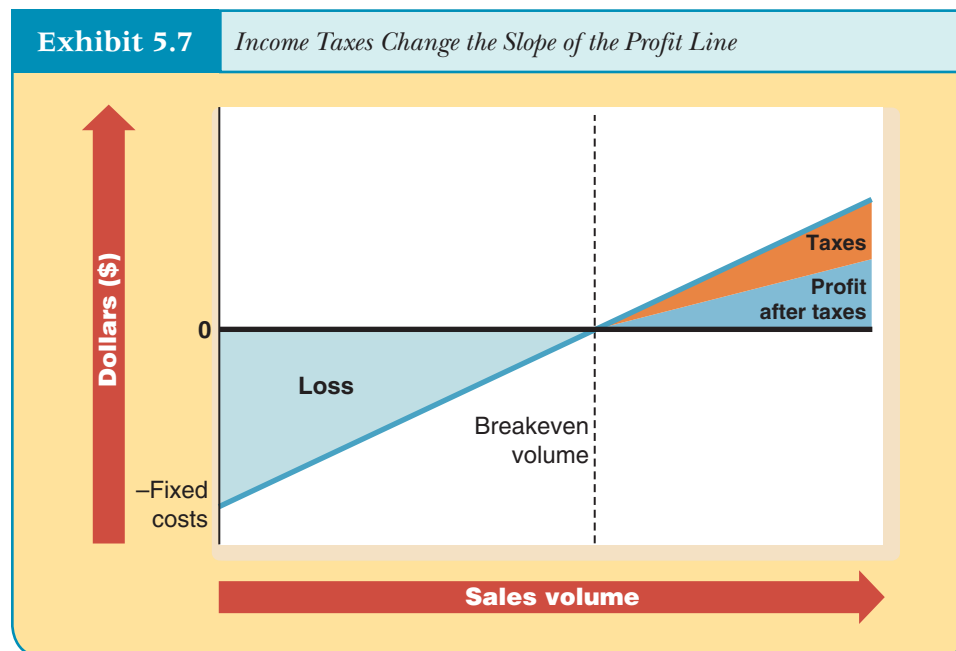 Exhibit 5.7
Income Taxes Change the Slope of the Profit Line
Dollars ($)
Taxes
Profit
after taxes
0
Loss
Breakeven
volume
–Fixed
costs
Sales volume